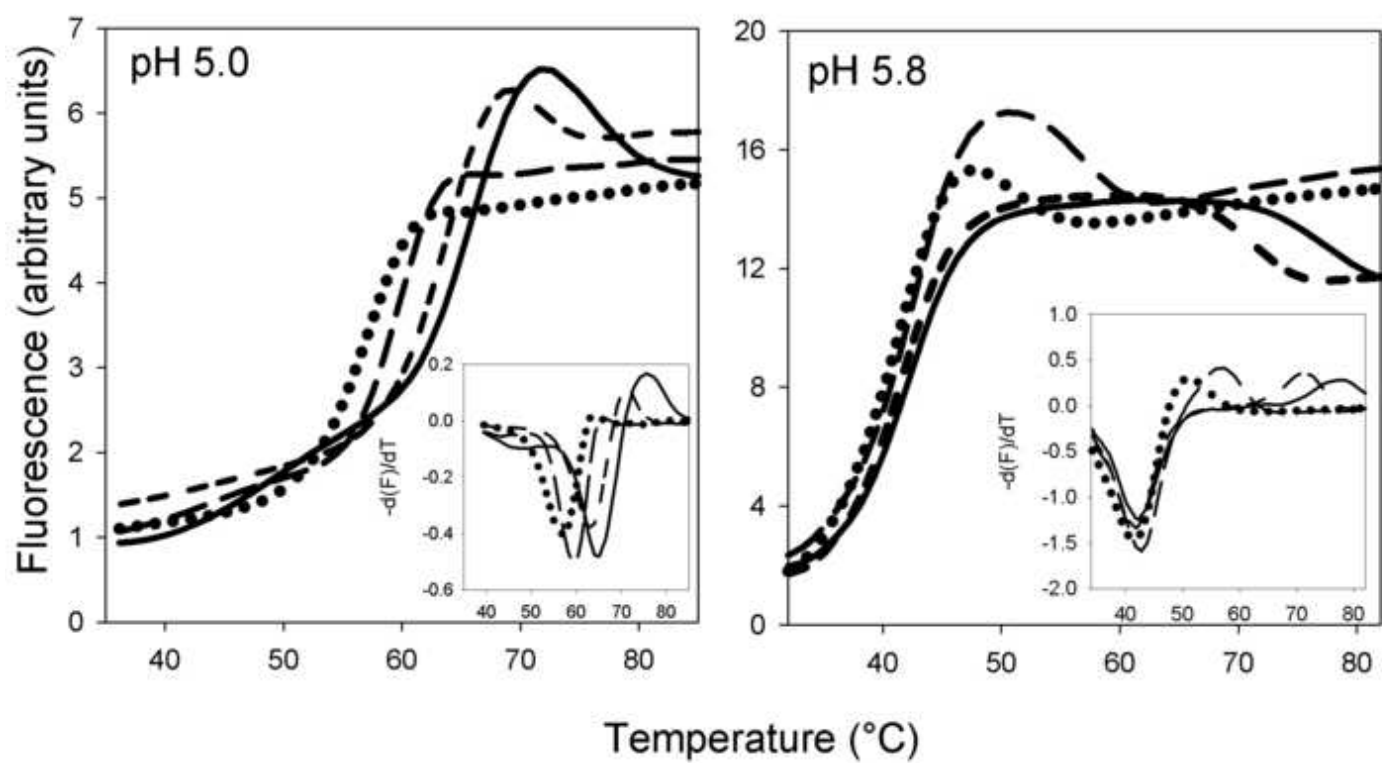 Fluorescence (arbitrary units)
pH 5.0
7
6
5
4
3
2
1
0
40 50 60 70 80
-d(F)/dT
0.2
0.0
-0.2
-0.4
-0.6
40 50 60 70 80
pH 5.8
20
16
12
8
4
0
40 50 60 70 80
-d(F)/dT
1.0
0.5
0.0
-0.5
-1.0
-1.5
-2.0
40 50 60 70 80
Temperature (°C)